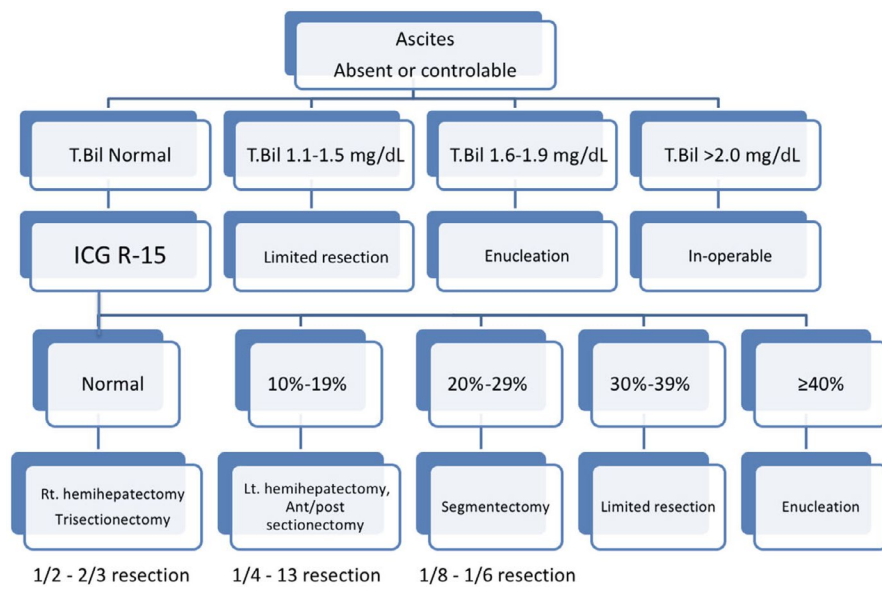 Ascites
Absent or controlable
T.Bil Normal
T.Bil 1.1-1.5 mg/dL
T.Bil 1.6-1.9 mg/dL
T.Bil >2.0 mg/dL
ICG R-15
Limited resection
Enucleation
In-operable
Normal
10%-19%
20%-29%
30%-39%
≥40%
Rt. hemihepatectomy
Trisectionectomy
Lt. hemihepatectomy,
Ant/post
sectionectomy
Segmentectomy
Limited resection
Enucleation
1/2 - 2/3 resection
1/4 - 13 resection
1/8 - 1/6 resection